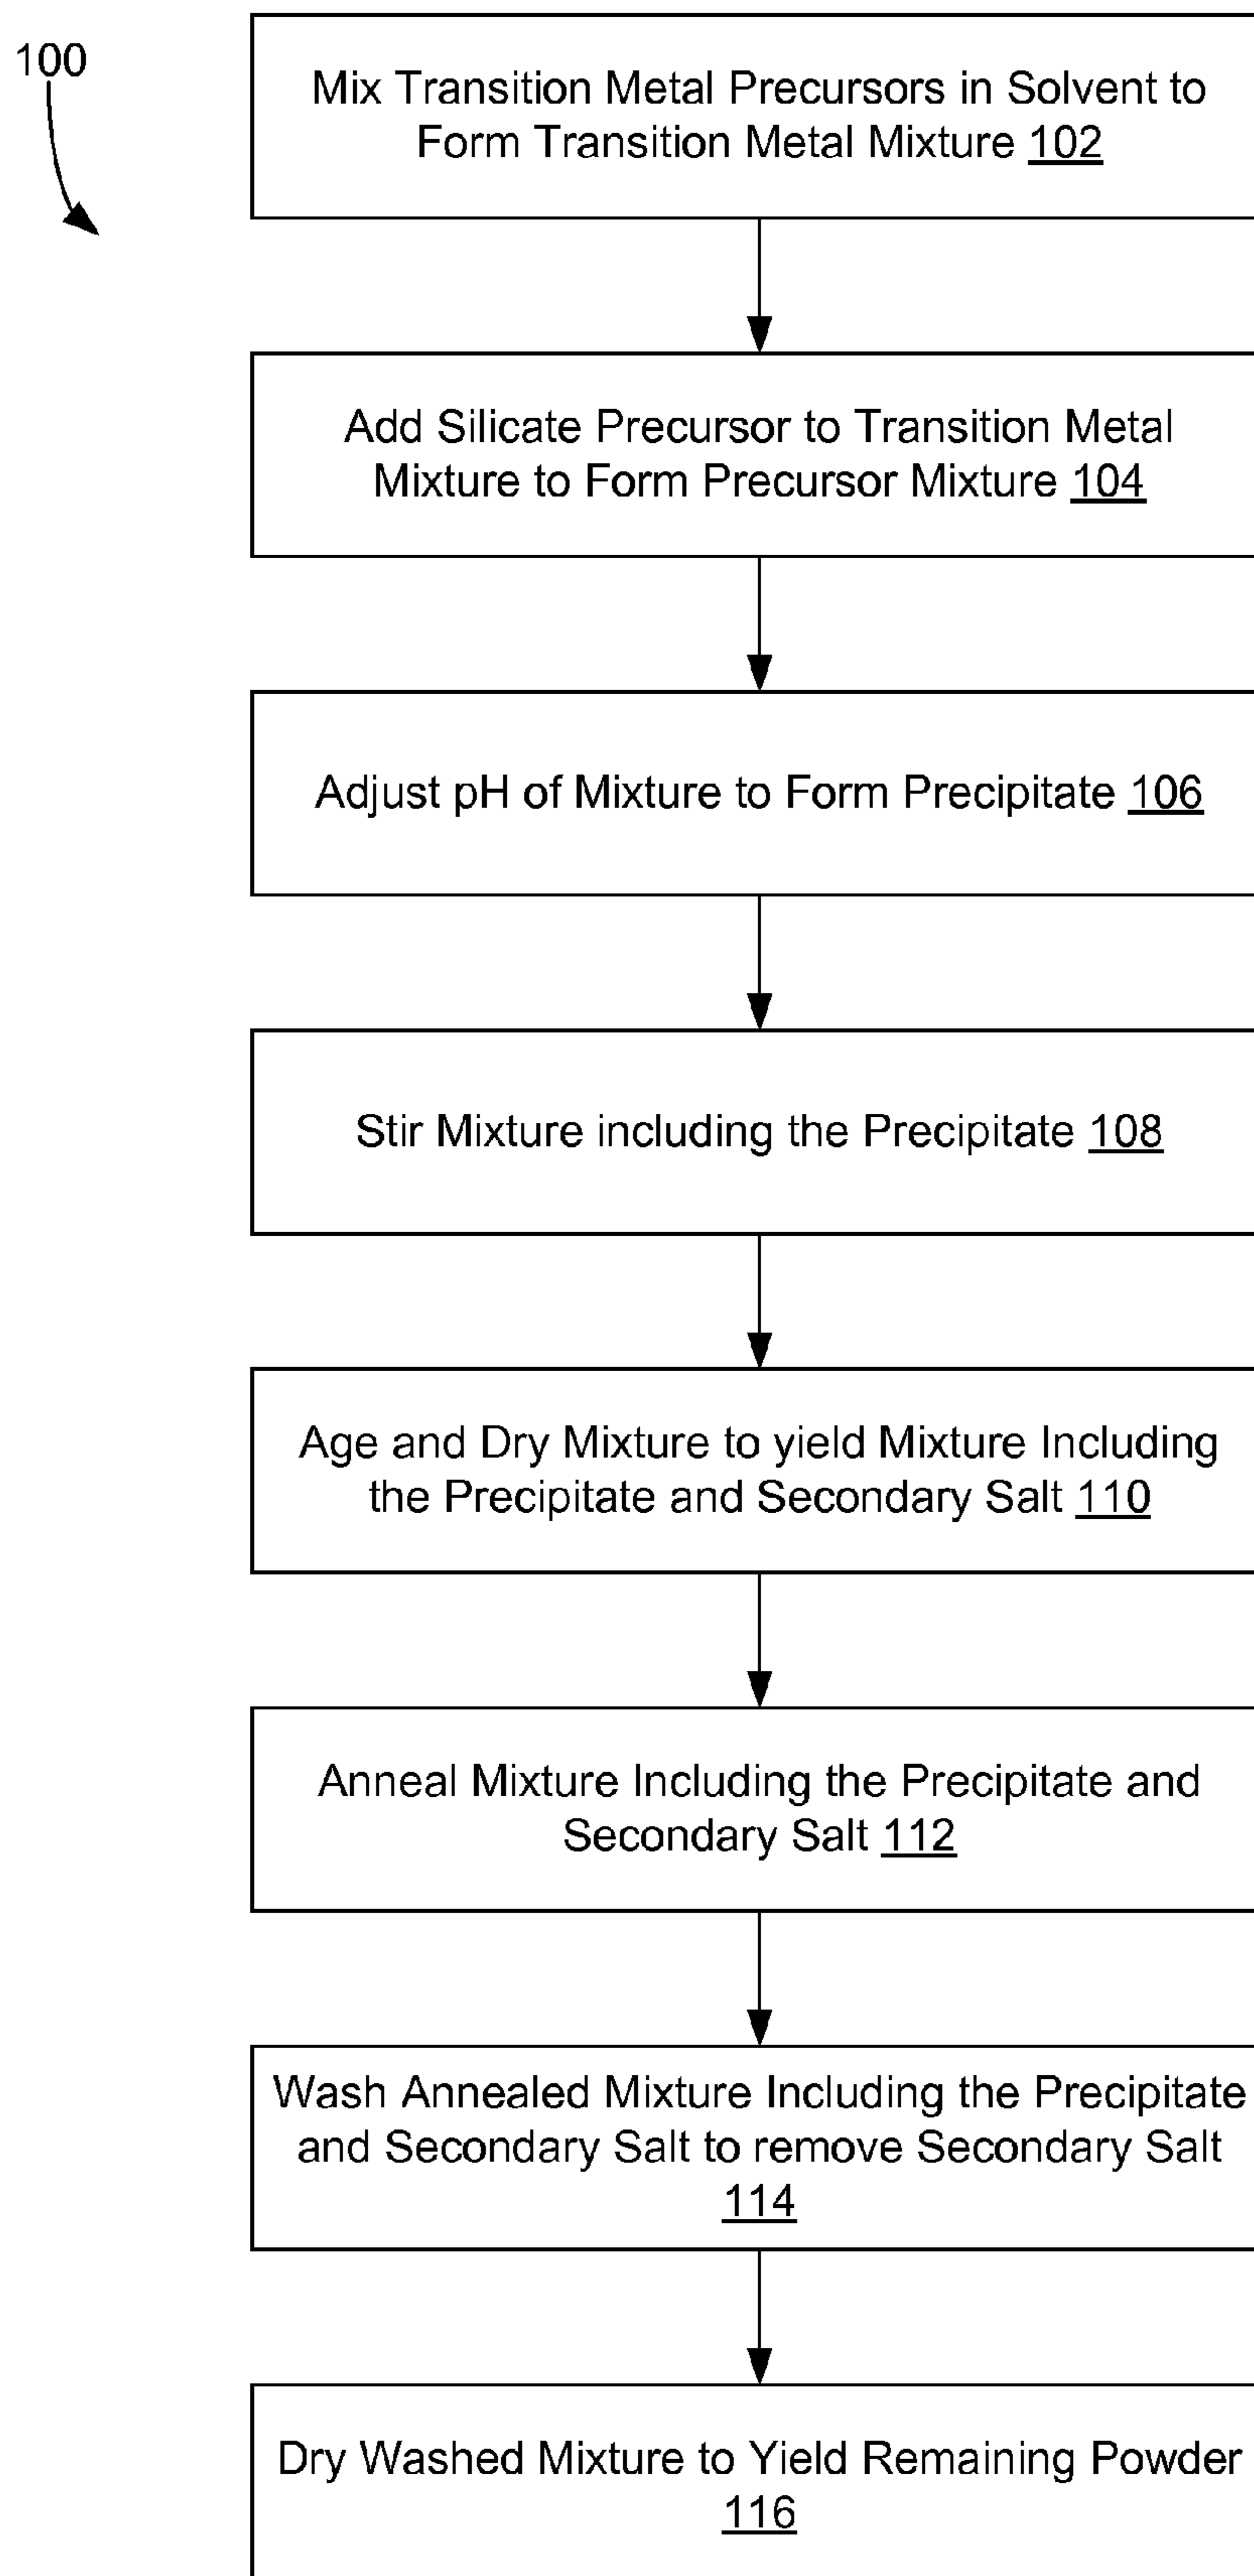 100
Mix Transition Metal Precursors in Solvent to
Form Transition Metal Mixture 102
Add Silicate Precursor to Transition Metal
Mixture to Form Precursor Mixture 104
Adjust pH of Mixture to Form Precipitate 106
Stir Mixture including the Precipitate 108
Age and Dry Mixture to yield Mixture Including
the Precipitate and Secondary Salt 110
Anneal Mixture Including the Precipitate and
Secondary Salt 112
Wash Annealed Mixture Including the Precipitate
and Secondary Salt to remove Secondary Salt
114
Dry Washed Mixture to Yield Remaining Powder
116